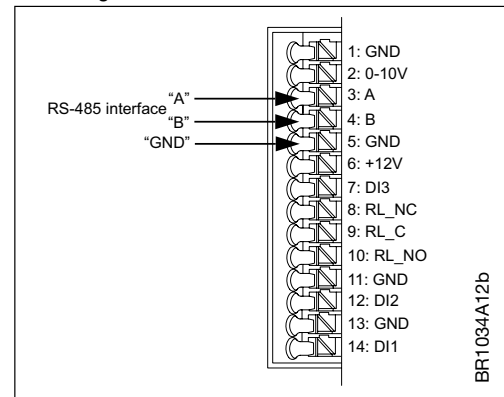 1: GND
2: 0-10V
3: A
4: B
5: GND
6: +12V
7: DI3
8: RL_NC
9: RL_C
10: RL_NO
11: GND
12: DI2
13: GND
14: DI1
RS-485 interface
“A”
“B”
“GND”
BR1034A12b